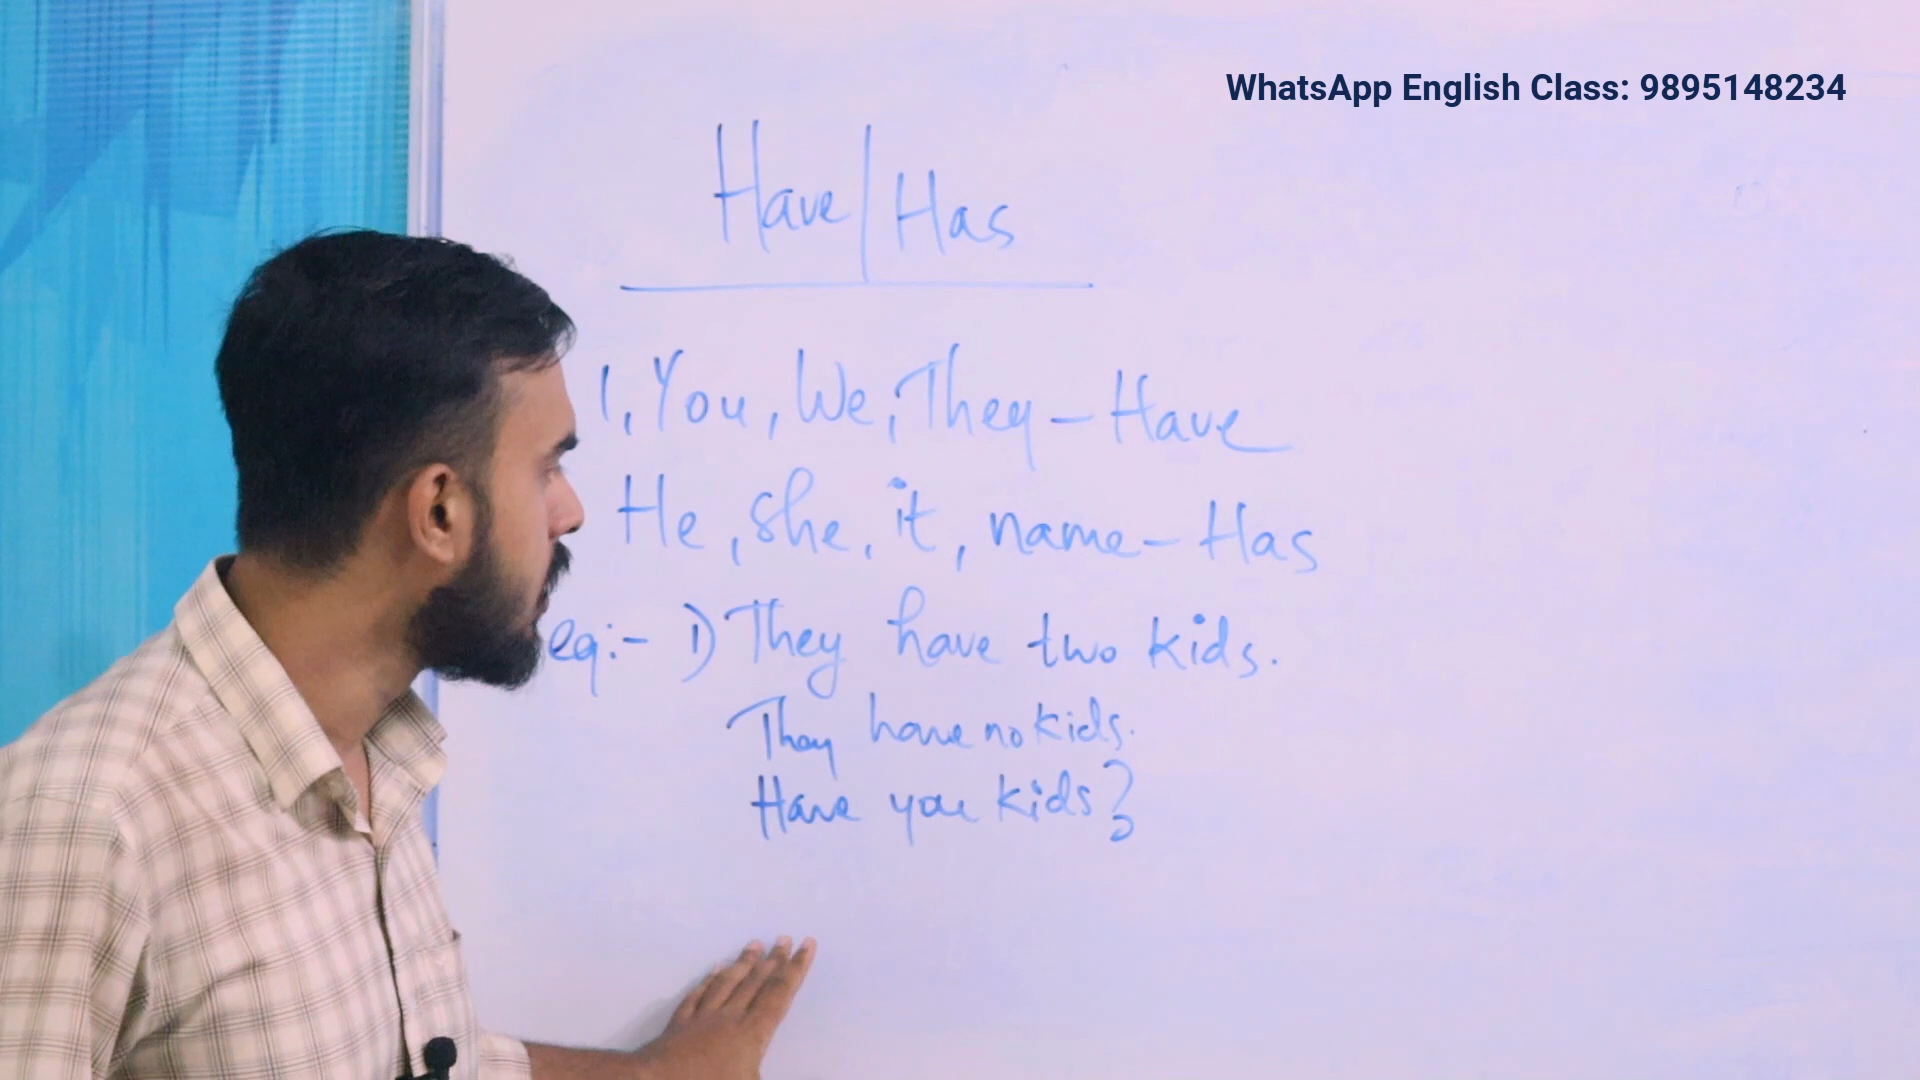 WhatsApp English Class: 9895148234
Have/Has
I, You, We, They - Have
He, she, it, name - Has
eg:- 1) They have two kids.
They have no kids.
Have you kids?